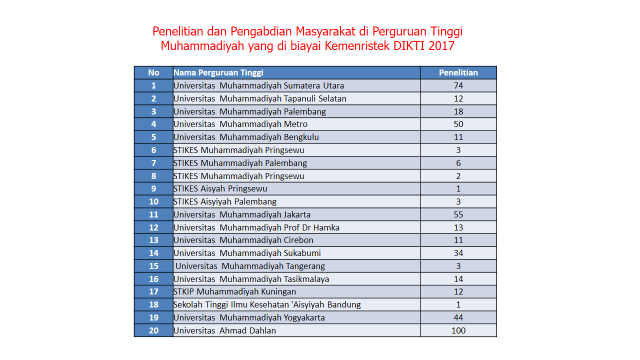 Penelitian dan Pengabdian Masyarakat di Perguruan Tinggi
Muhammadiyah yang di biayai Kemenristek DIKTI 2017
No Nama Perguruan Tinggi Penelitian
1 Universitas Muhammadiyah Sumatera Utara 74
2 Universitas Muhammadiyah Tapanuli Selatan 12
3 Universitas Muhammadiyah Palembang 18
4 Universitas Muhammadiyah Metro 50
5 Universitas Muhammadiyah Bengkulu 11
6 STIKES Muhammadiyah Pringsewu 3
7 STIKES Muhammadiyah Palembang 6
8 STIKES Muhammadiyah Pringsewu 2
9 STIKES Aisyah Pringsewu 1
10 STIKES Aisyiyah Palembang 3
11 Universitas Muhammadiyah Jakarta 55
12 Universitas Muhammadiyah Prof Dr Hamka 13
13 Universitas Muhammadiyah Cirebon 11
14 Universitas Muhammadiyah Sukabumi 34
15 Universitas Muhammadiyah Tangerang 3
16 Universitas Muhammadiyah Tasikmalaya 14
17 STKIP Muhammadiyah Kuningan 12
18 Sekolah Tinggi Ilmu Kesehatan 'Aisyiyah Bandung 1
19 Universitas Muhammadiyah Yogyakarta 44
20 Universitas Ahmad Dahlan 100